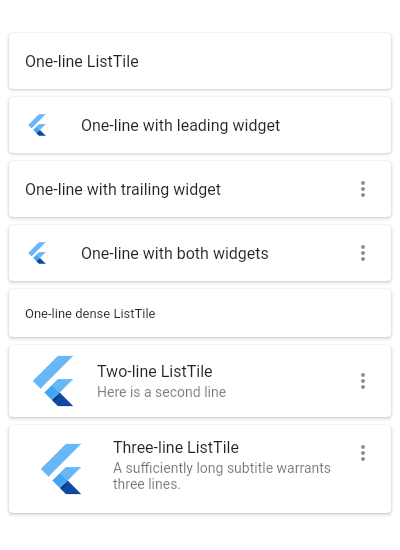 One-line ListTile
One-line with leading widget
One-line with trailing widget
One-line with both widgets
One-line dense ListTile
Two-line ListTile
Here is a second line
Three-line ListTile
A sufficiently long subtitle warrants
three lines.